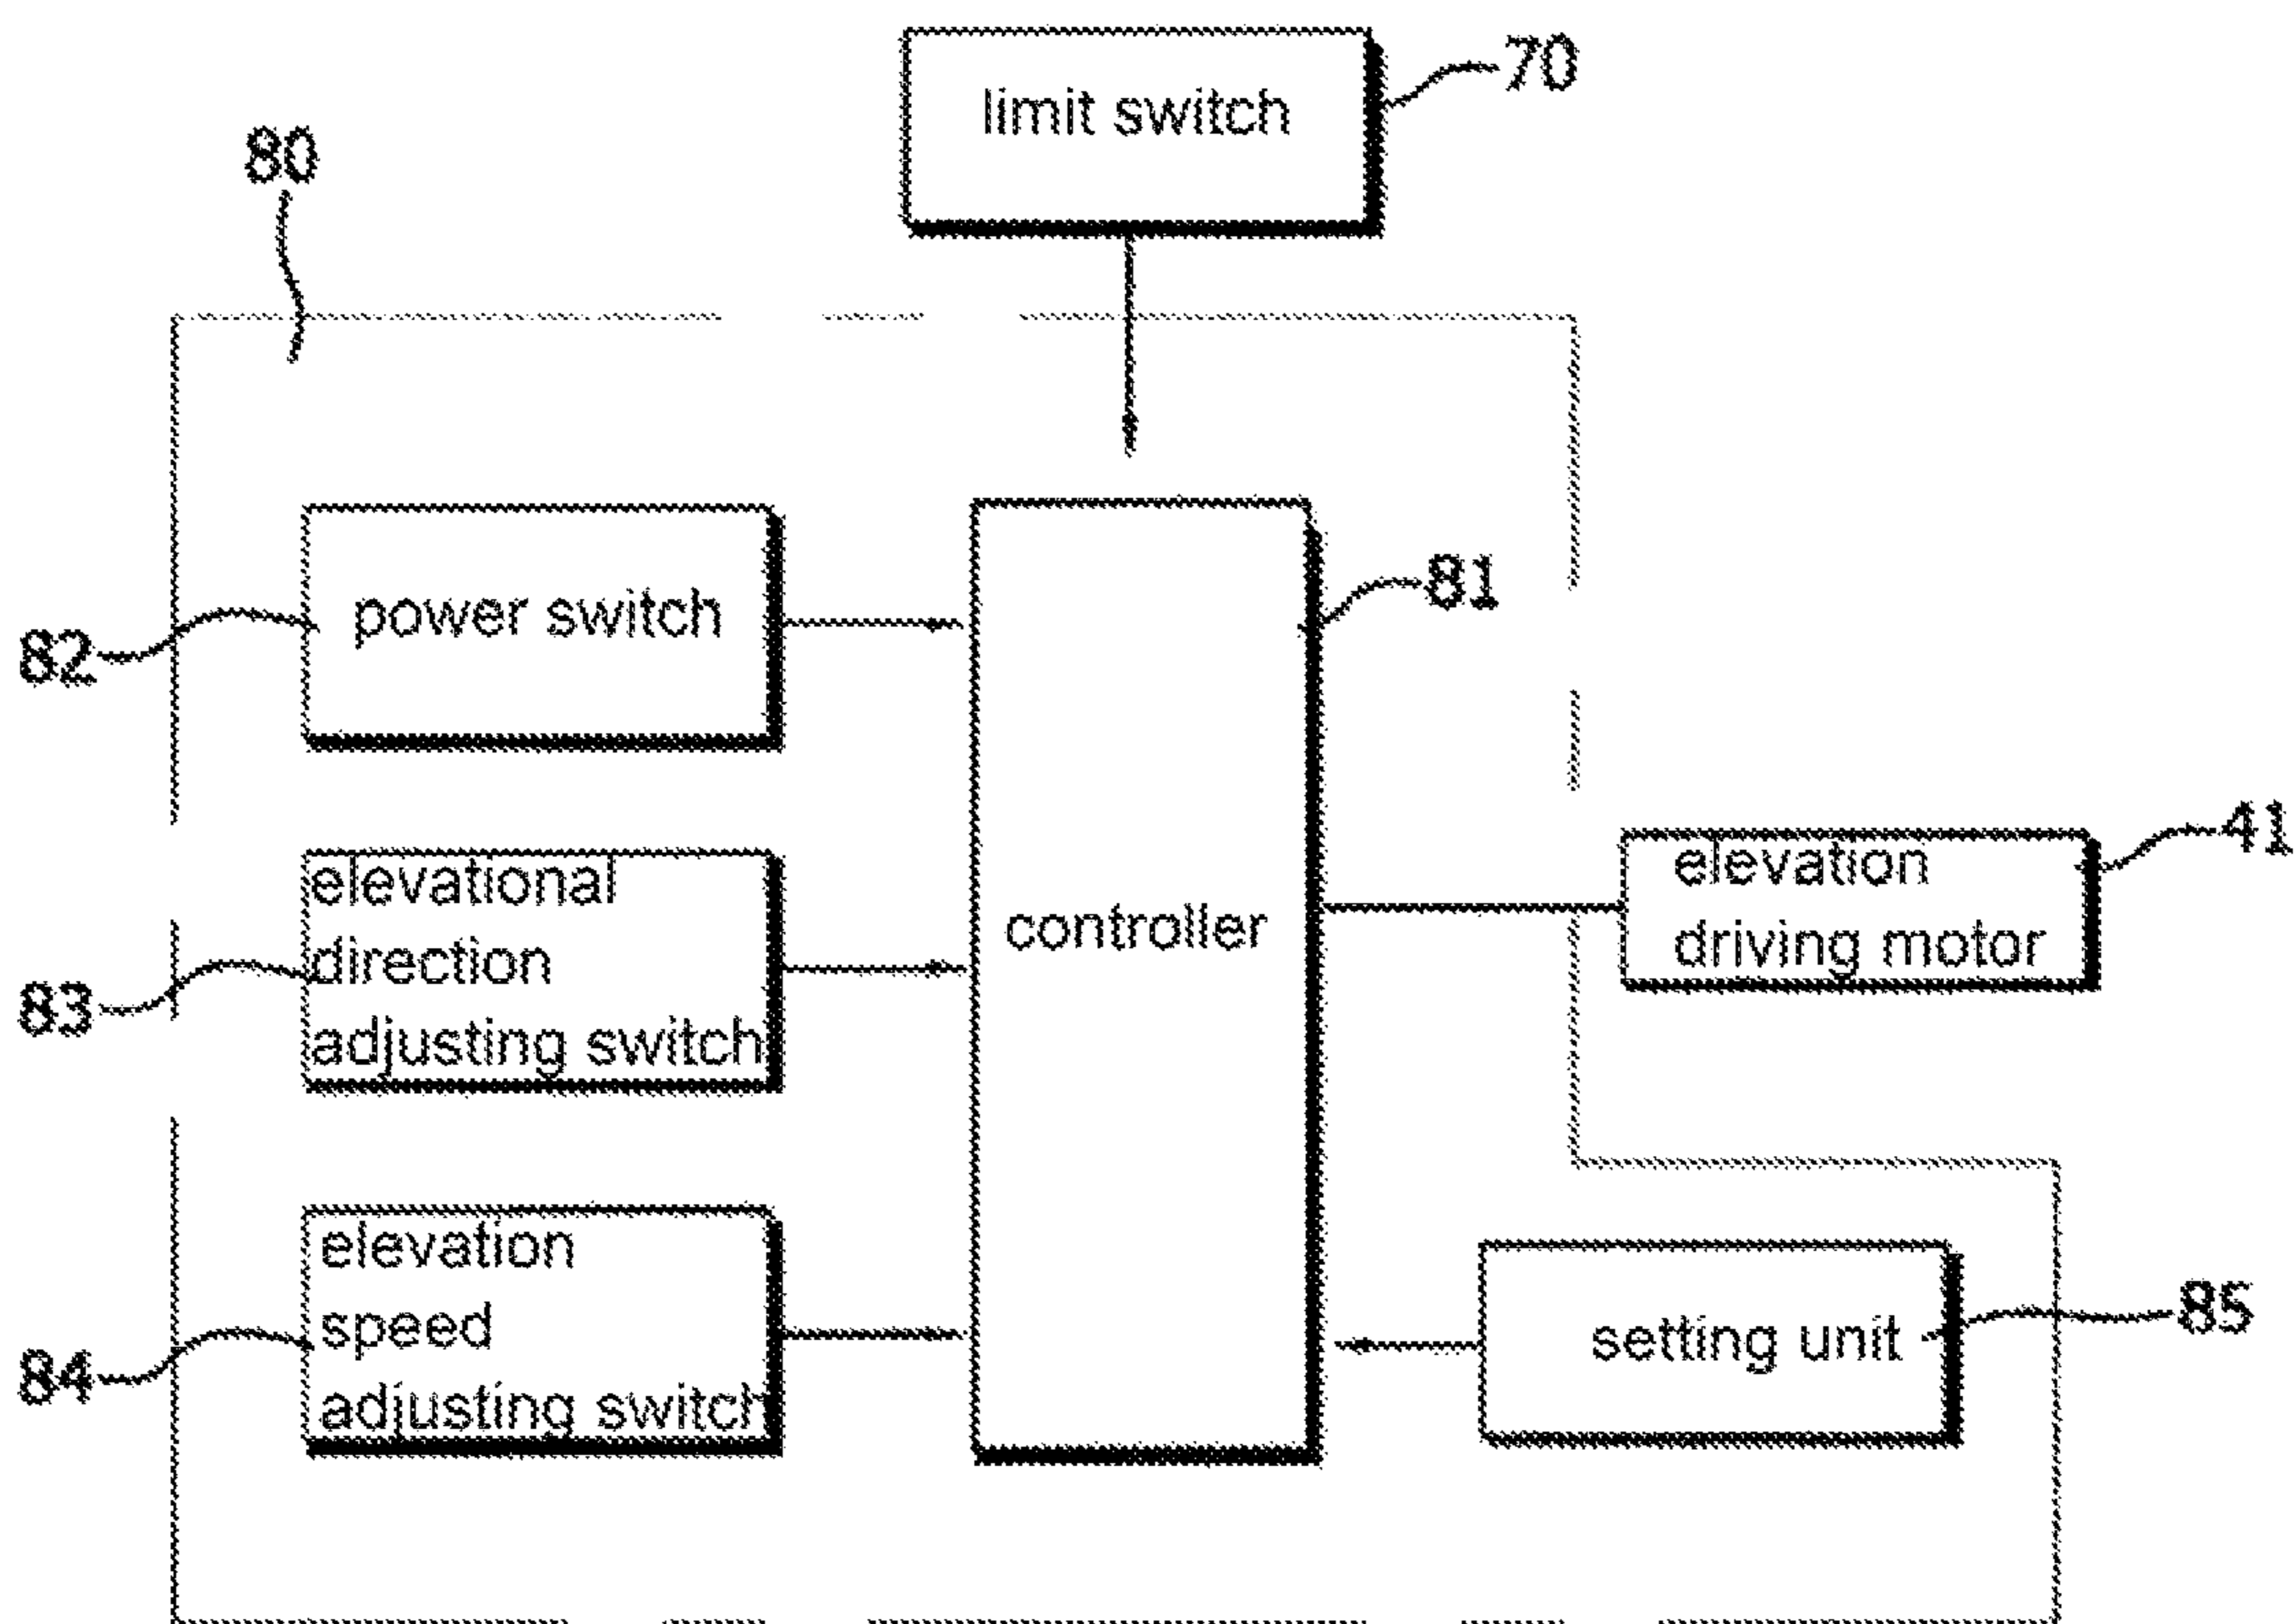 limit switch
70
80
power switch
82
81
elevational
direction
adjusting switch
83
controller
elevation
driving motor
41
elevation
speed
adjusting switch
84
setting unit
85